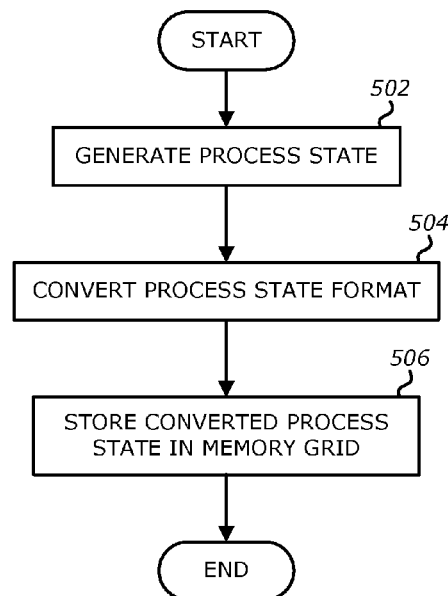 START
502
GENERATE PROCESS STATE
504
CONVERT PROCESS STATE FORMAT
506
STORE CONVERTED PROCESS
STATE IN MEMORY GRID
END